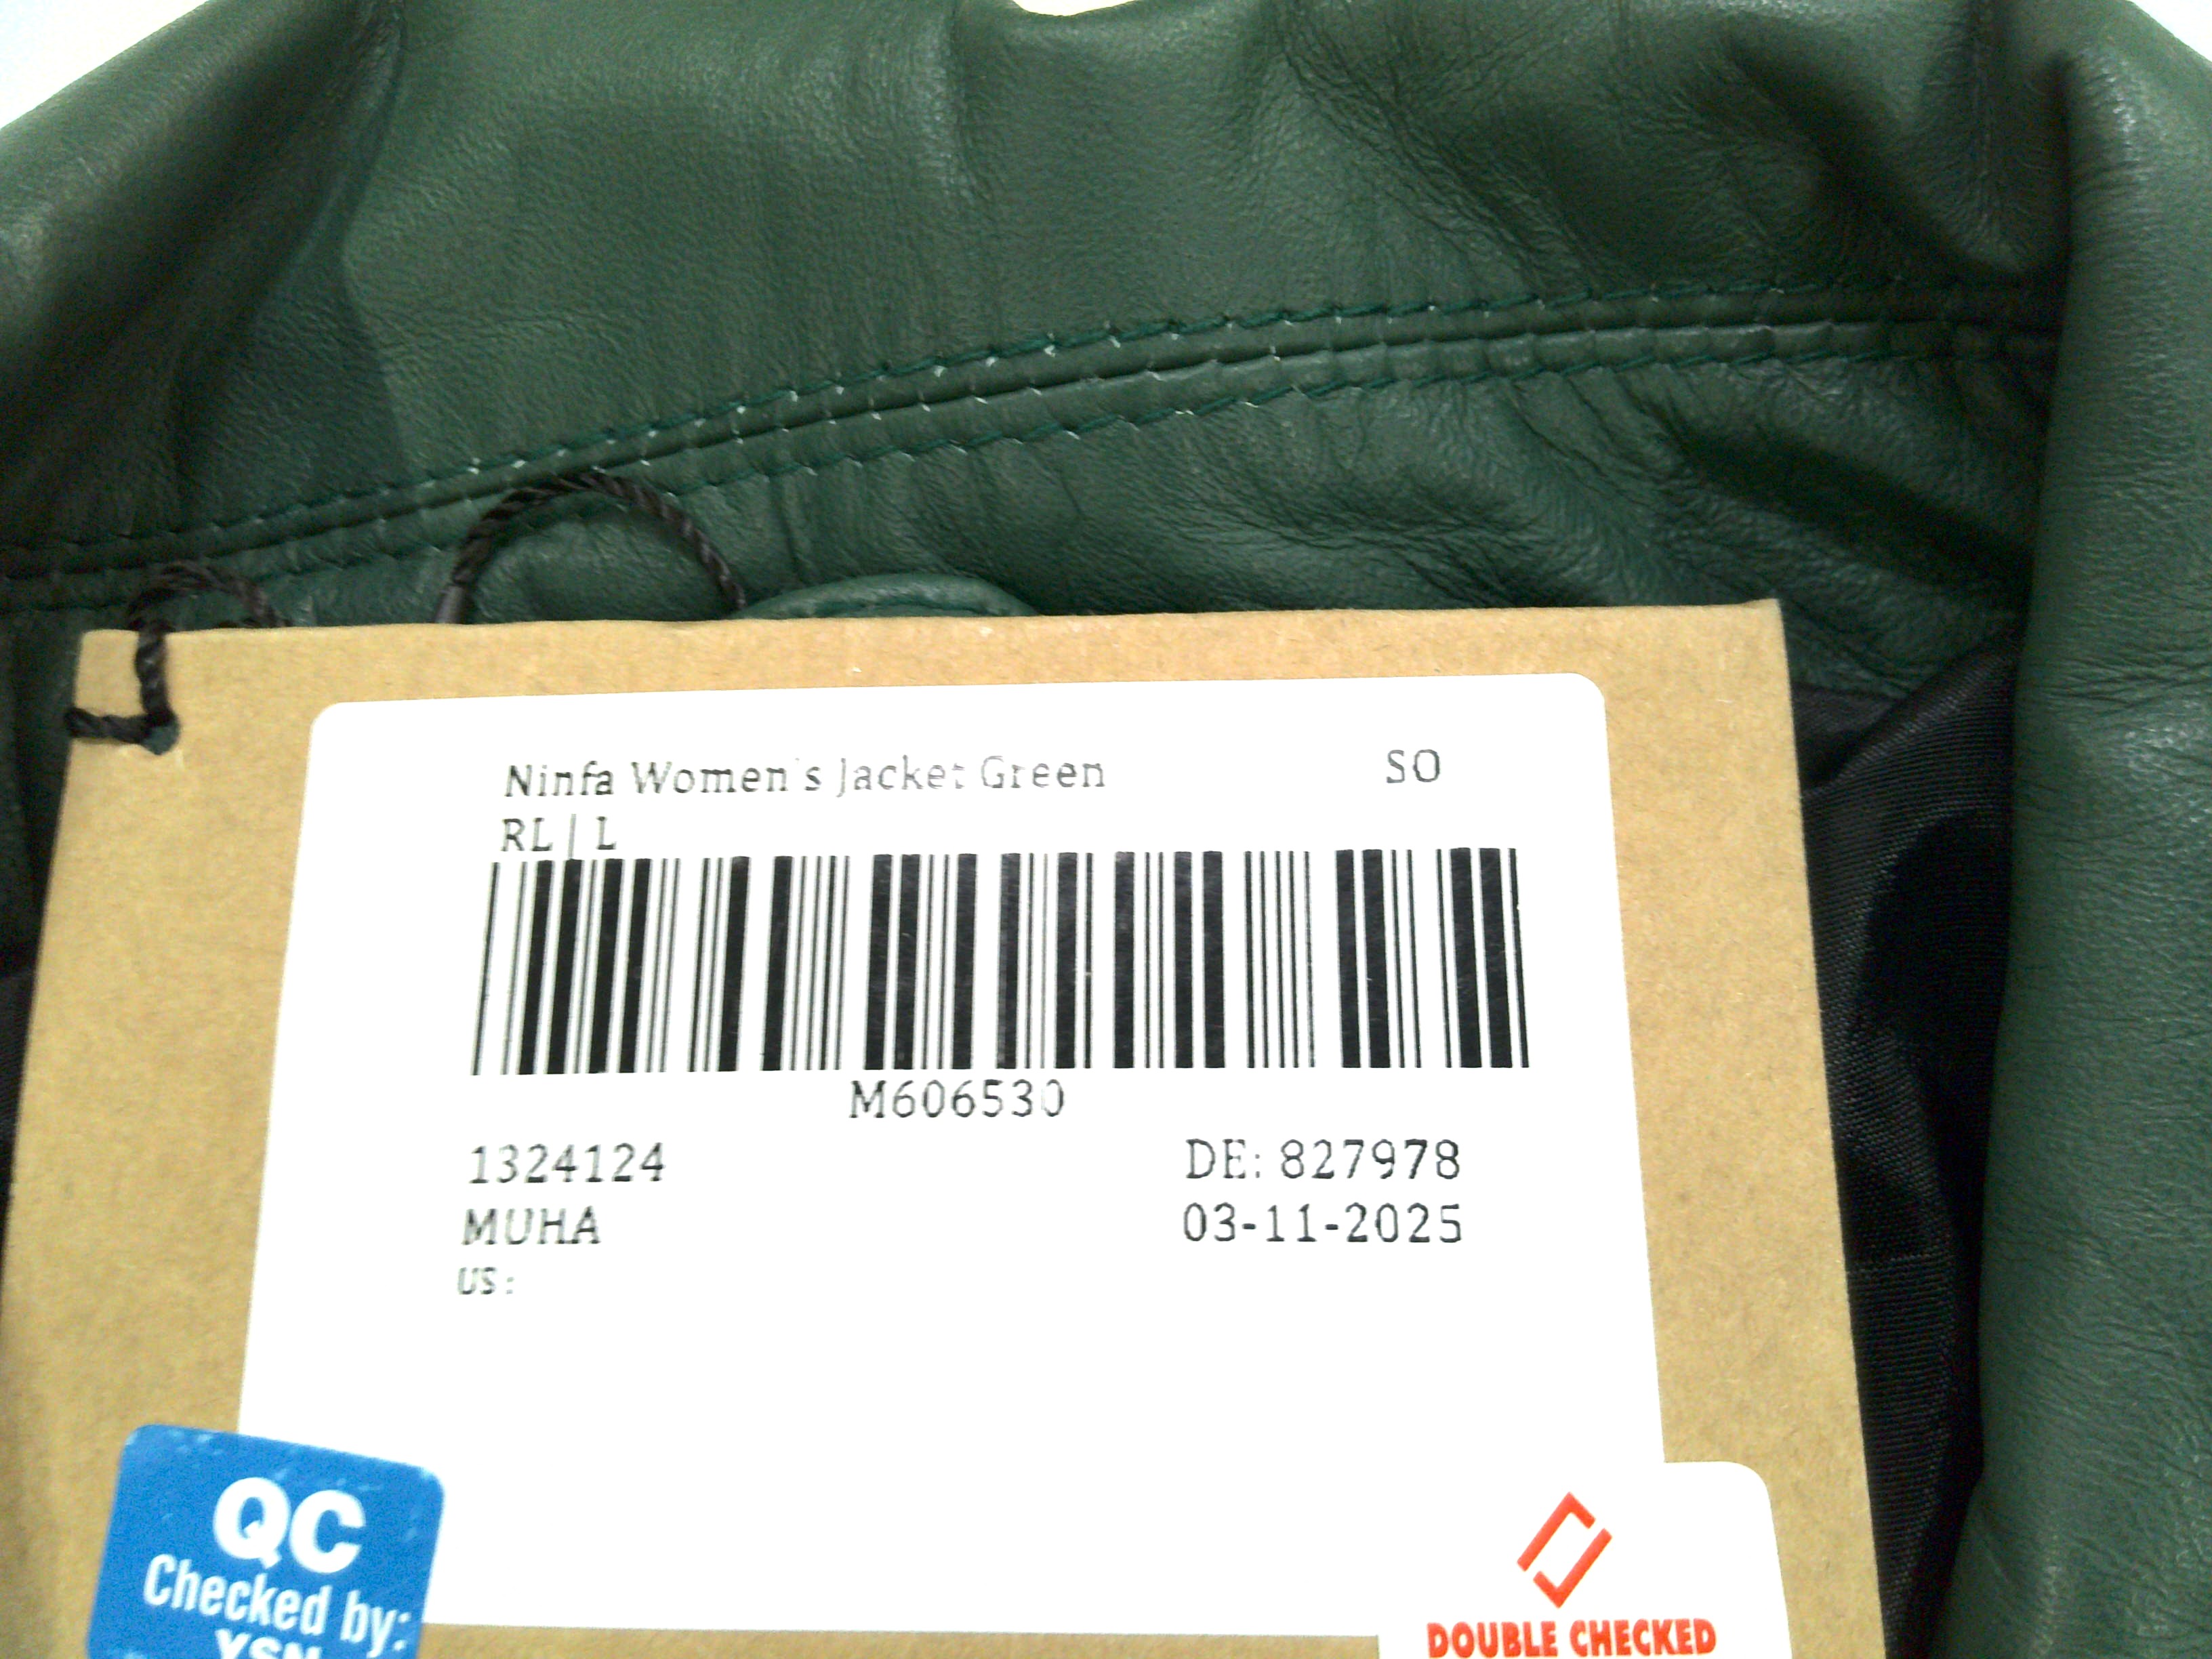 Ninfa Women's Jacket Green SO
RL | L
M606530
1324124 DE: 827978
MUHA 03-11-2025
US:
QC
Checked by:
YSN
DOUBLE CHECKED